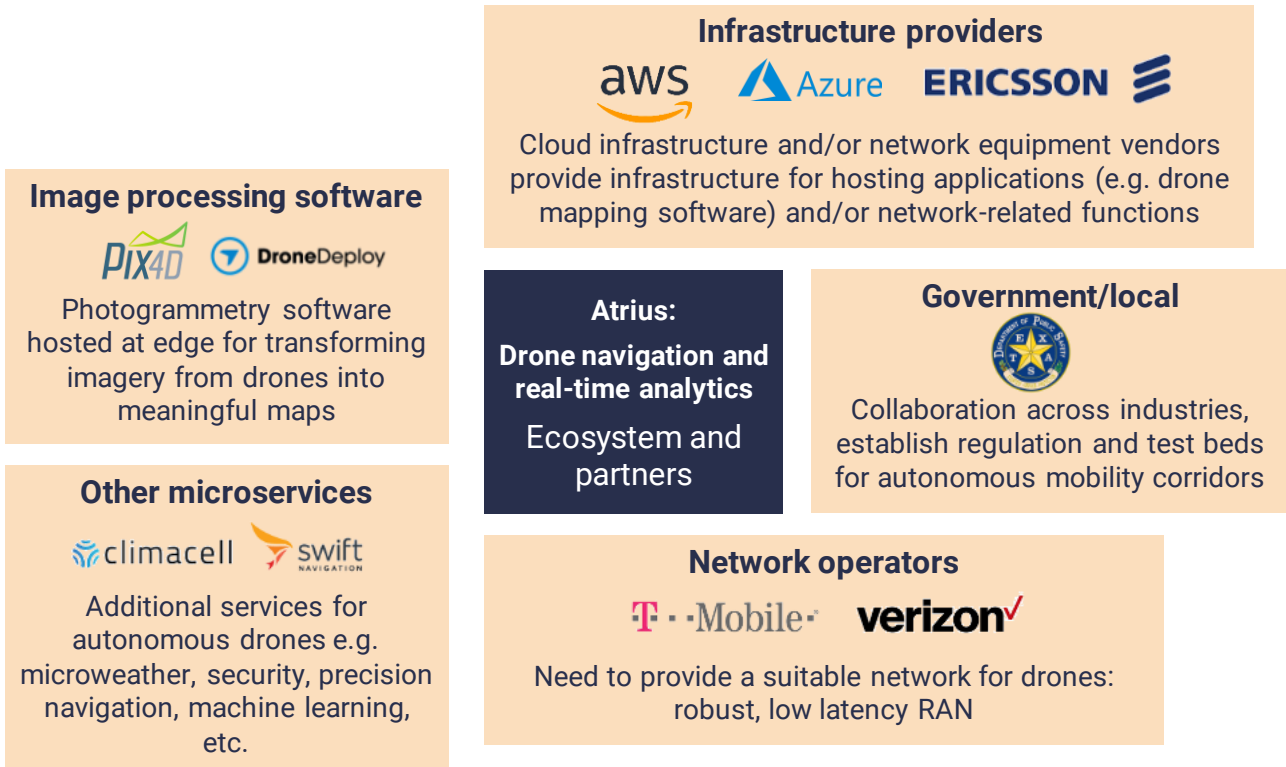 Infrastructure providers
aws
Azure
ERICSSON
Cloud infrastructure and/or network equipment vendors
provide infrastructure for hosting applications (e.g. drone
mapping software) and/or network-related functions
Image processing software
PIX4D
DroneDeploy
Photogrammetry software
hosted at edge for transforming
imagery from drones into
meaningful maps
Atrius:
Drone navigation and
real-time analytics
Ecosystem and
partners
Government/local
DEPARTMENT OF PUBLIC SAFETY
TEXAS
Collaboration across industries,
establish regulation and test beds
for autonomous mobility corridors
Other microservices
climacell
swift
NAVIGATION
Additional services for
autonomous drones e.g.
microweather, security, precision
navigation, machine learning,
etc.
Network operators
T··Mobile·
verizon
Need to provide a suitable network for drones:
robust, low latency RAN